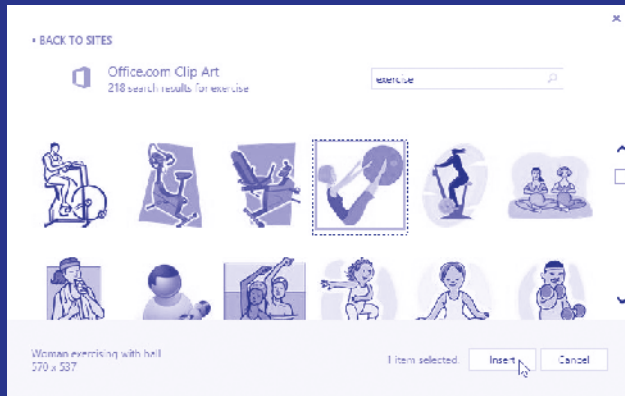 • BACK TO SITES
Office.com Clip Art
218 search results for exercise
exercise
Woman exercising with ball
570 x 537
1 item selected.
Insert
Cancel